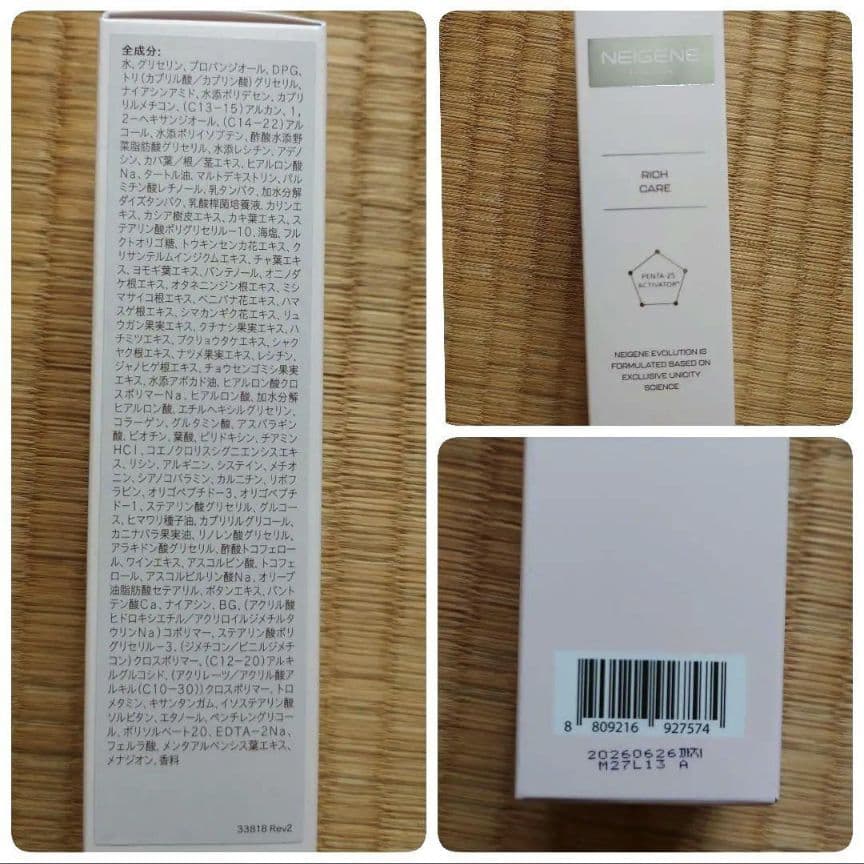 全成分:
水、グリセリン、プロパンジオール、DPG、
トリ(カプリル酸/カプリン酸)グリセリル、
ナイアシンアミド、水添ポリデセン、カプリ
リルメチコン、(C13-15)アルカン、1,
2-ヘキサンジオール、(C14-22)アル
コール、水添ポリイソブテン、酢酸水添野
菜脂肪酸グリセリル、水添レシチン、アデノ
シン、カバ葉/根/茎エキス、ヒアルロン酸
Na、タートル油、マルトデキストリン、パル
ミチン酸レチノール、乳タンパク、加水分解
ダイズタンパク、乳酸桿菌培養液、カリンエ
キス、カシア樹皮エキス、カキ葉エキス、ス
テアリン酸ポリグリセリル-10、海塩、フル
クトオリゴ糖、トウキンセンカ花エキス、ク
リサンテルムインジクムエキス、チャ葉エキ
ス、ヨモギ葉エキス、パンテノール、オニノダ
ケ根エキス、オタネニンジン根エキス、ミシ
マサイコ根エキス、ベニバナ花エキス、ハマ
スゲ根エキス、シマカンギク花エキス、リュ
ウガン果実エキス、クチナシ果実エキス、ハ
チミツエキス、ブクリョウタケエキス、シャク
ヤク根エキス、ナツメ果実エキス、レシチン、
ジャノヒゲ根エキス、チョウセンゴミシ果実
エキス、水添アボカド油、ヒアルロン酸クロ
スポリマーNa、ヒアルロン酸、加水分解
ヒアルロン酸、エチルヘキシルグリセリン、
コラーゲン、グルタミン酸、アスパラギン
酸、ビオチン、葉酸、ピリドキシン、チアミン
HCl、コエノクロリスシグニエンシスエキ
ス、リシン、アルギニン、システイン、メチオ
ニン、シアノコバラミン、カルニチン、リボフ
ラビン、オリゴペプチド-3、オリゴペプチ
ド-1、ステアリン酸グリセリル、グルコー
ス、ヒマワリ種子油、カプリリルグリコール、
カニナバラ果実油、リノレン酸グリセリル、
アラキドン酸グリセリル、酢酸トコフェロー
ル、ワインエキス、アスコルビン酸、トコフェ
ロール、アスコルビルリン酸Na、オリーブ
油脂肪酸セテアリル、ボタンエキス、パント
テン酸Ca、ナイアシン、BG、(アクリル酸
ヒドロキシエチル/アクリロイルジメチルタ
ウリンNa)コポリマー、ステアリン酸ポリ
グリセリル-3、(ジメチコン/ビニルジメチ
コン)クロスポリマー、(C12-20)アルキ
ルグルコシド、(アクリレーツ/アクリル酸
アルキル(C10-30))クロスポリマー、トロ
メタミン、キサンタンガム、イソステアリン酸
ソルビタン、エタノール、ペンチレングリコー
ル、ポリソルベート20、EDTA-2Na、
フェルラ酸、メンタアルベンシス葉エキス、
メナジオン、香料
33818 Rev2
NEIGENE
RICH
CARE
PENTA-25
ACTIVATOR
NEIGENE EVOLUTION IS
FORMULATED BASED ON
EXCLUSIVE UNICITY
SCIENCE
8 809216 927574
20260626까지
M27L13 A